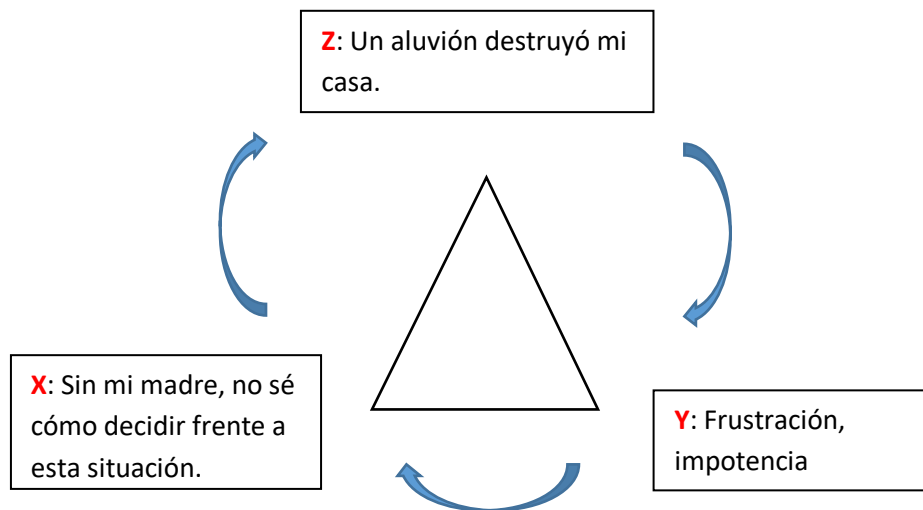 Z: Un aluvión destruyó mi
casa.
X: Sin mi madre, no sé
cómo decidir frente a
esta situación.
Y: Frustración,
impotencia